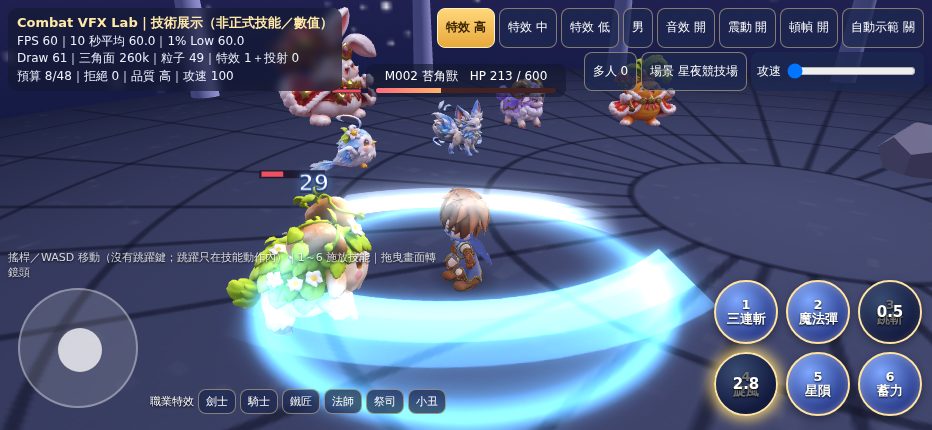 Combat VFX Lab｜技術展示（非正式技能／數值）
FPS 60｜10 秒平均 60.0｜1% Low 60.0
Draw 61｜三角面 260k｜粒子 49｜特效 1＋投射 0
預算 8/48｜拒絕 0｜品質 高｜攻速 100
特效 高
特效 中
特效 低
男
音效 開
震動 開
頓幀 開
自動示範 關
M002 苔角獸 HP 213 / 600
多人 0
場景 星夜競技場
攻速
29
搖桿／WASD 移動（沒有跳躍鍵；跳躍只在技能動作內）｜1～6 施放技能｜拖曳畫面轉
鏡頭
1
三連斬
2
魔法彈
3
0.5
跳斬
4
2.8
旋風
5
星隕
6
蓄力
職業特效
劍士
騎士
鐵匠
法師
祭司
小丑